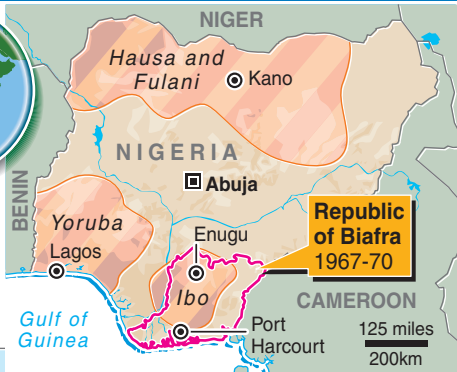 NIGER
Hausa and
Fulani
Kano
NIGERIA
Abuja
BENIN
Yoruba
Lagos
Enugu
Republic
of Biafra
1967-70
Ibo
CAMEROON
Gulf of
Guinea
Port
Harcourt
125 miles
200km